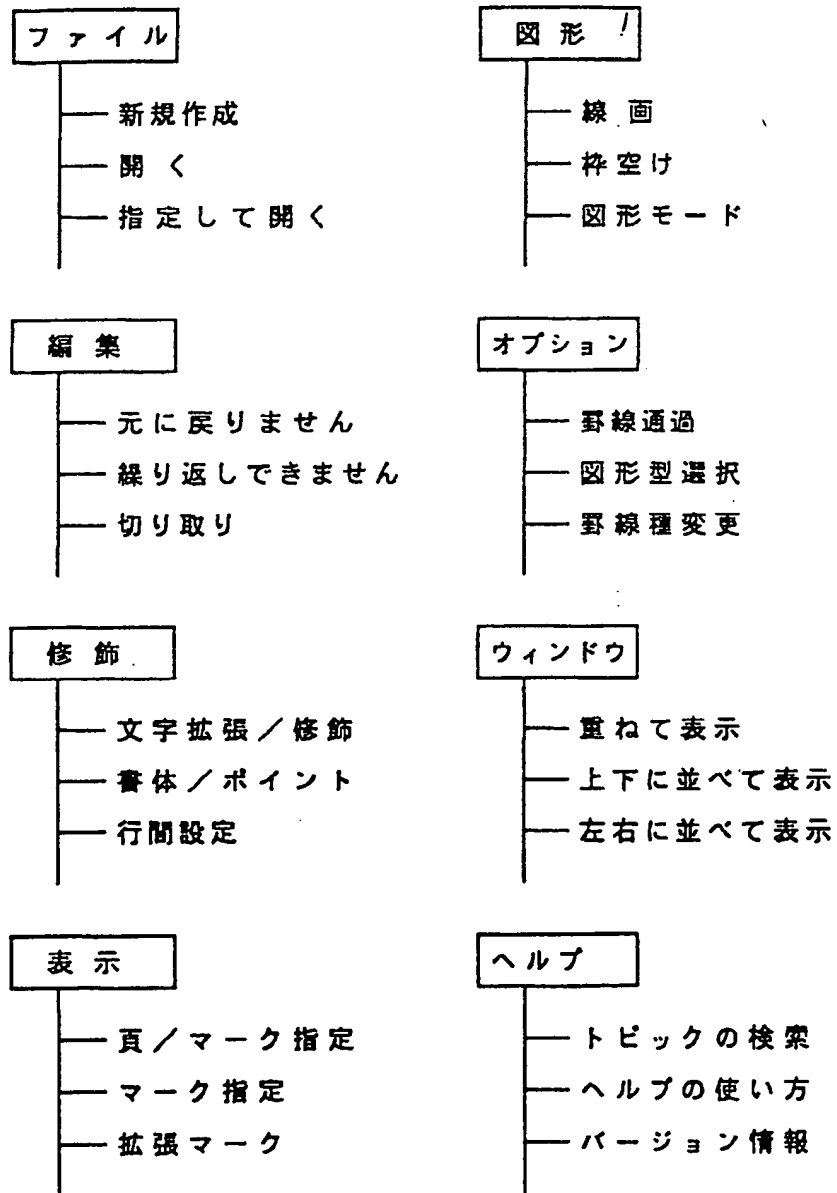 ファイル
新規作成
開く
指定して開く
編集
元に戻りません
繰り返しできません
切り取り
修飾
文字拡張／修飾
書体／ポイント
行間設定
表示
頁／マーク指定
マーク指定
拡張マーク
図形
線画
枠空け
図形モード
オプション
罫線通過
図形型選択
罫線種変更
ウィンドウ
重ねて表示
上下に並べて表示
左右に並べて表示
ヘルプ
トピックの検索
ヘルプの使い方
バージョン情報